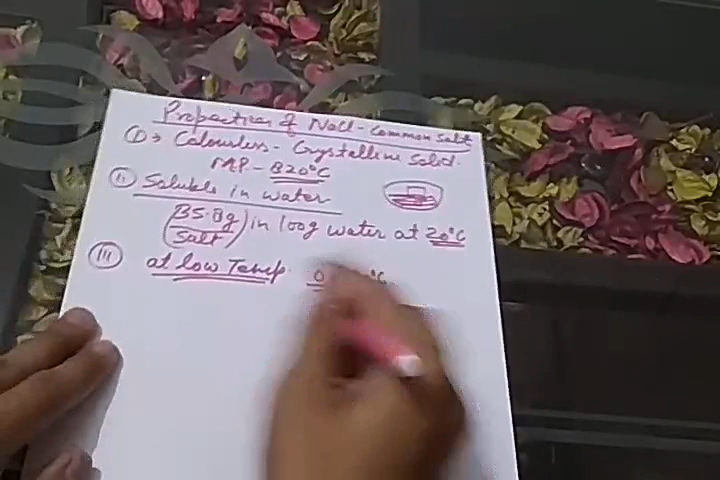 Properties of NaCl - Common Salt
(I) → Colourless - Crystalline Solid.
M.P - 820°C
(II) Soluble in water
(35.8g Salt) in 100g water at 20°C
(III) at low Temp. 0